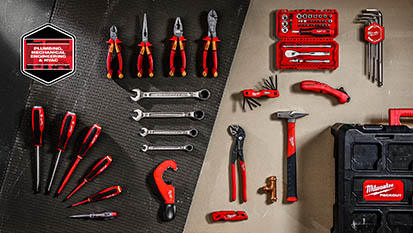 PLUMBING,
MECHANICAL
ENGINEERING
& HVAC
Milwaukee
PACKOUT